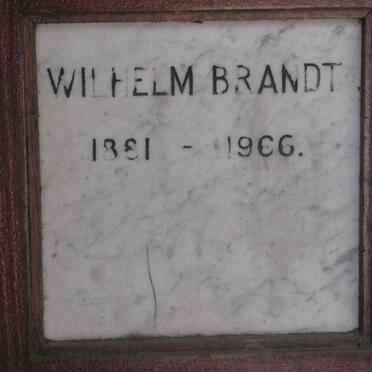 WILHELM BRANDT
1881 - 1966.